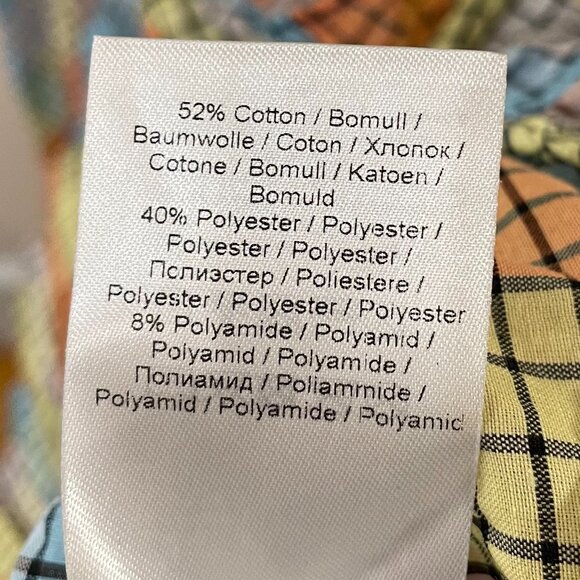 52% Cotton / Bomull /
Baumwolle / Coton / Хлопок /
Cotone / Bomull / Katoen /
Bomuld
40% Polyester / Polyester /
Polyester / Polyester /
Полиэстер / Poliestere /
Polyester / Polyester / Polyester
8% Polyamide / Polyamid /
Polyamid / Polyamide /
Полиамид / Poliammide /
Polyamid / Polyamide / Polyamid